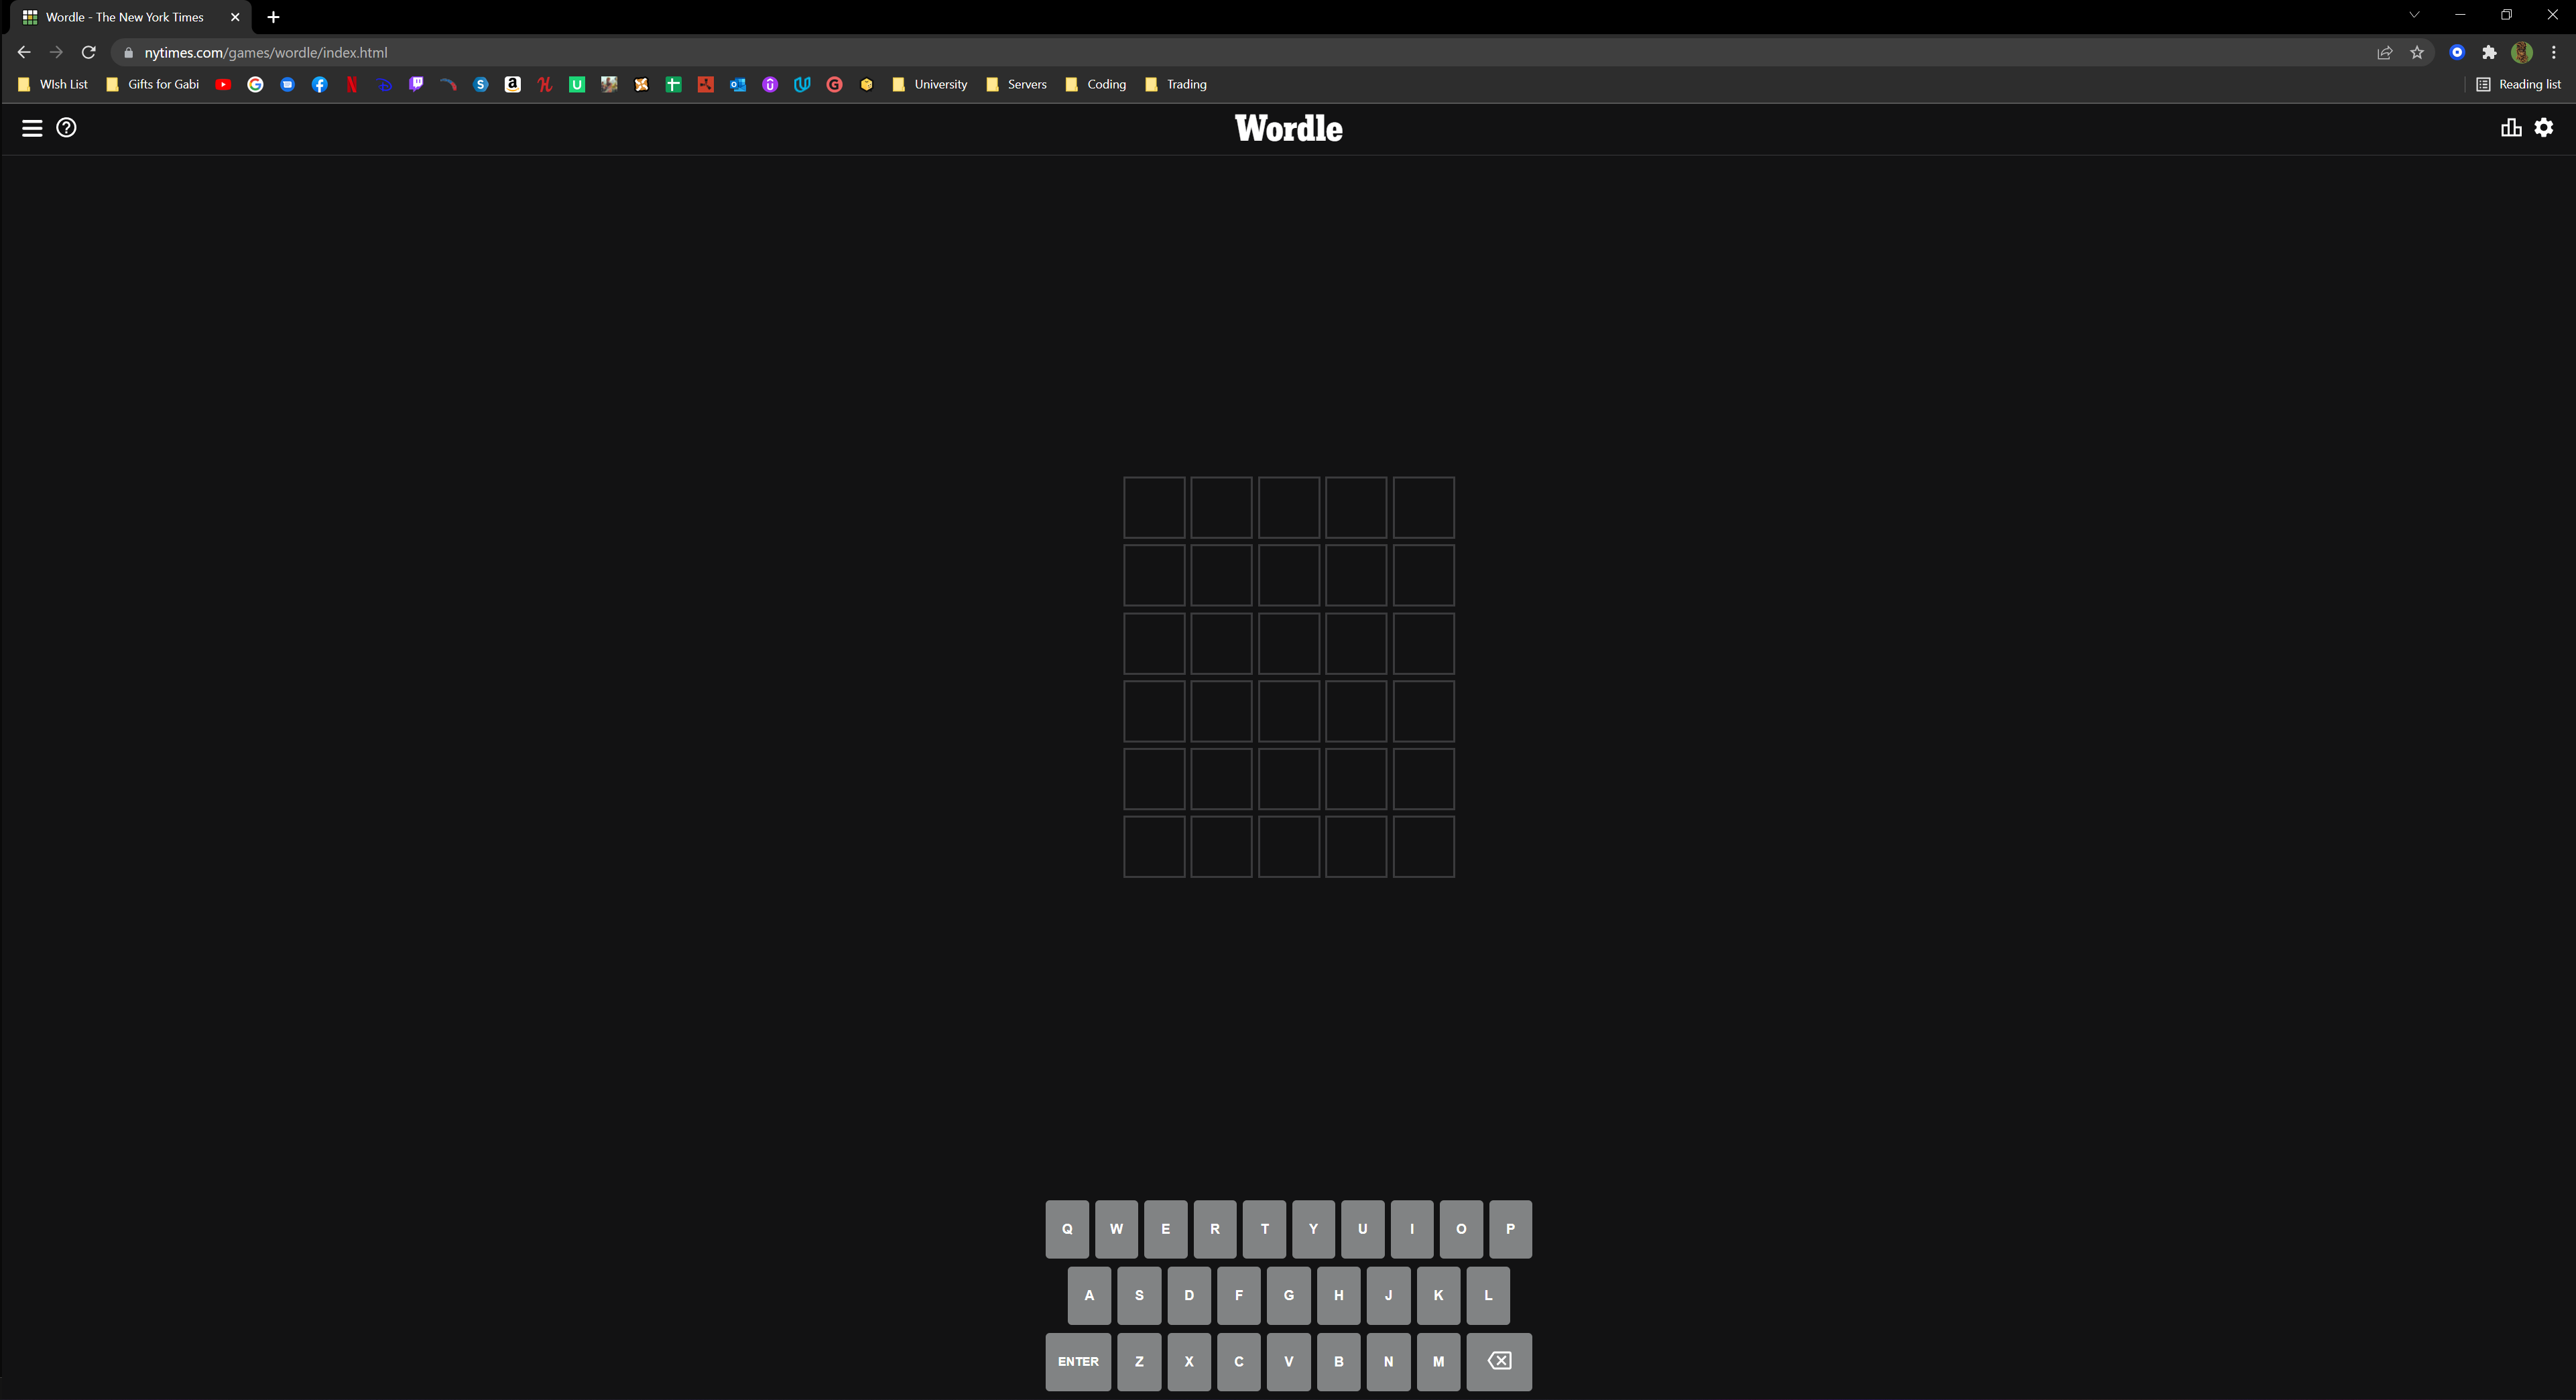 Wordle - The New York Times
nytimes.com/games/wordle/index.html
WIsh List Gifts for Gabi University Servers Coding Trading Reading list
Wordle
Q W E R T Y U I O P
A S D F G H J K L
ENTER Z X C V B N M